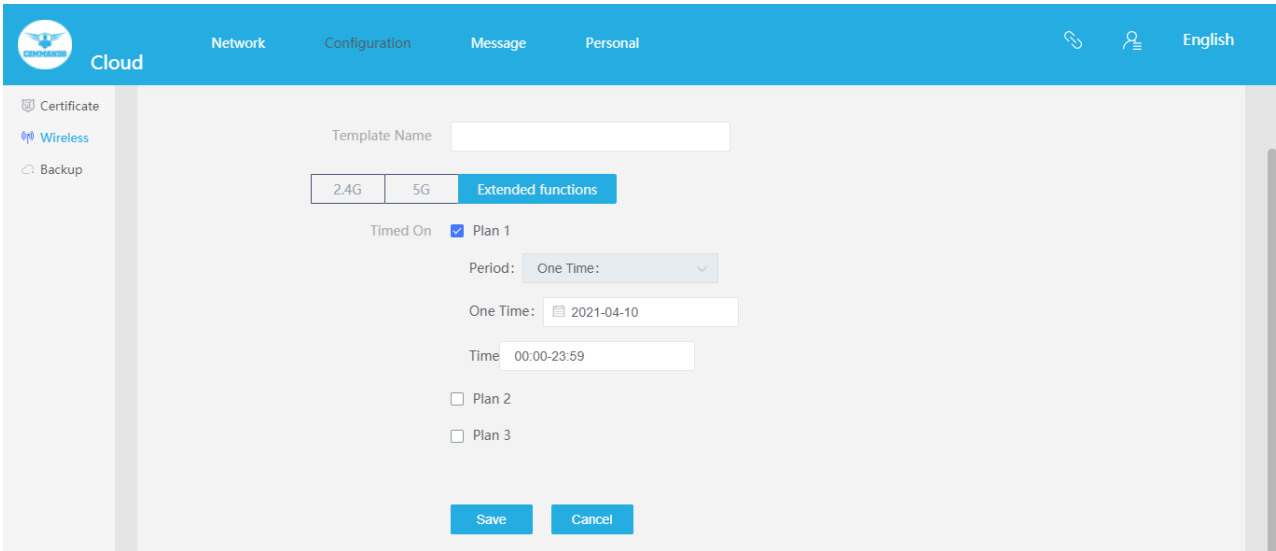 COMMANDO
Cloud
Network Configuration Message Personal English
Certificate
Wireless
Backup
Template Name
2.4G 5G Extended functions
Timed On Plan 1
Period: One Time:
One Time: 2021-04-10
Time 00:00-23:59
Plan 2
Plan 3
Save Cancel